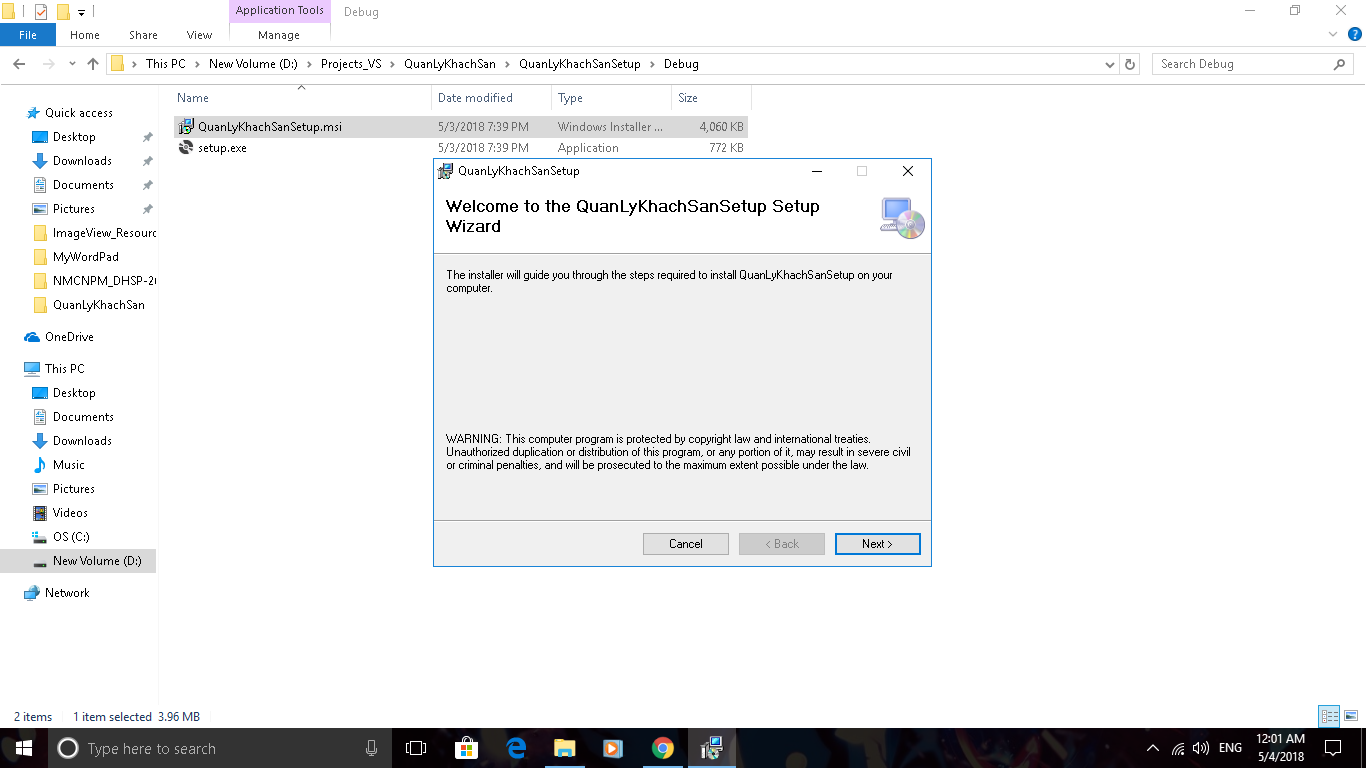 Application Tools
Debug
File
Home
Share
View
Manage
This PC
New Volume (D:)
Projects_VS
QuanLyKhachSan
QuanLyKhachSanSetup
Debug
Search Debug
Name
Date modified
Type
Size
QuanLyKhachSanSetup.msi
5/3/2018 7:39 PM
Windows Installer ...
4,060 KB
setup.exe
5/3/2018 7:39 PM
Application
772 KB
Quick access
Desktop
Downloads
Documents
Pictures
ImageView_Resourc
MyWordPad
NMCNPM_DHSP-20
QuanLyKhachSan
OneDrive
This PC
Desktop
Documents
Downloads
Music
Pictures
Videos
OS (C:)
New Volume (D:)
Network
QuanLyKhachSanSetup
Welcome to the QuanLyKhachSanSetup Setup
Wizard
The installer will guide you through the steps required to install QuanLyKhachSanSetup on your
computer.
WARNING: This computer program is protected by copyright law and international treaties.
Unauthorized duplication or distribution of this program, or any portion of it, may result in severe civil
or criminal penalties, and will be prosecuted to the maximum extent possible under the law.
Cancel
< Back
Next >
2 items
1 item selected 3.96 MB
Type here to search
ENG
12:01 AM
5/4/2018